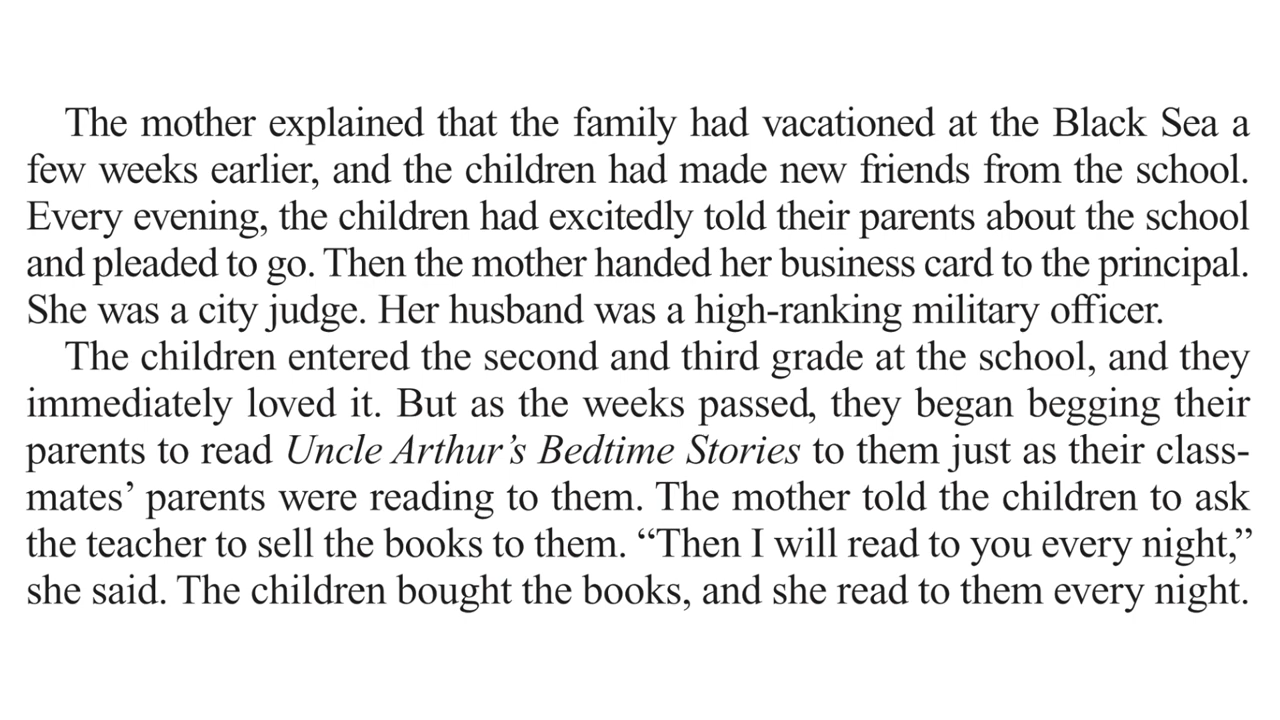 The mother explained that the family had vacationed at the Black Sea a
few weeks earlier, and the children had made new friends from the school.
Every evening, the children had excitedly told their parents about the school
and pleaded to go. Then the mother handed her business card to the principal.
She was a city judge. Her husband was a high-ranking military officer.
The children entered the second and third grade at the school, and they
immediately loved it. But as the weeks passed, they began begging their
parents to read Uncle Arthur’s Bedtime Stories to them just as their class-
mates’ parents were reading to them. The mother told the children to ask
the teacher to sell the books to them. “Then I will read to you every night,”
she said. The children bought the books, and she read to them every night.